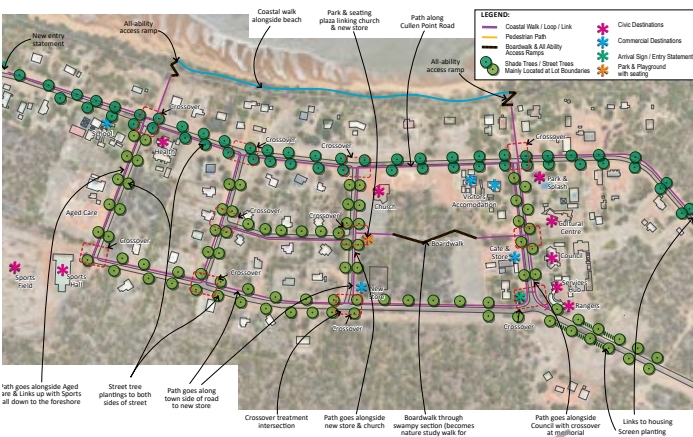 New entry
statement
All-ability
access ramp
Coastal walk
alongside beach
Park & seating
plaza linking church
& new store
Path along
Cullen Point Road
All-ability
access ramp
LEGEND:
Coastal Walk / Loop / Link
Pedestrian Path
Boardwalk & All Ability
Access Ramps
Shade Trees / Street Trees
Mainly Located at Lot Boundaries
Civic Destinations
Commercial Destinations
Arrival Sign / Entry Statement
Park & Playground
with seating
Crossover
School
Health
Crossover
Crossover
Crossover
Park &
Splash
Visitors
Accomodation
Aged Care
Church
Crossover
Crossover
Cultural
Centre
Crossover
Boardwalk
Cafe &
Store
Council
Sports
Field
Sports
Hall
Crossover
New
Store
Services
Hub
Rangers
Crossover
Crossover
Path goes alongside Aged
are & Links up with Sports
all down to the foreshore
Street tree
plantings to both
sides of street
Path goes along
town side of road
to new store
Crossover treatment
intersection
Path goes alongside
new store & church
Boardwalk through
swampy section (becomes
nature study walk for
Path goes alongside
Council with crossover
at memorial
Links to housing
Screen planting